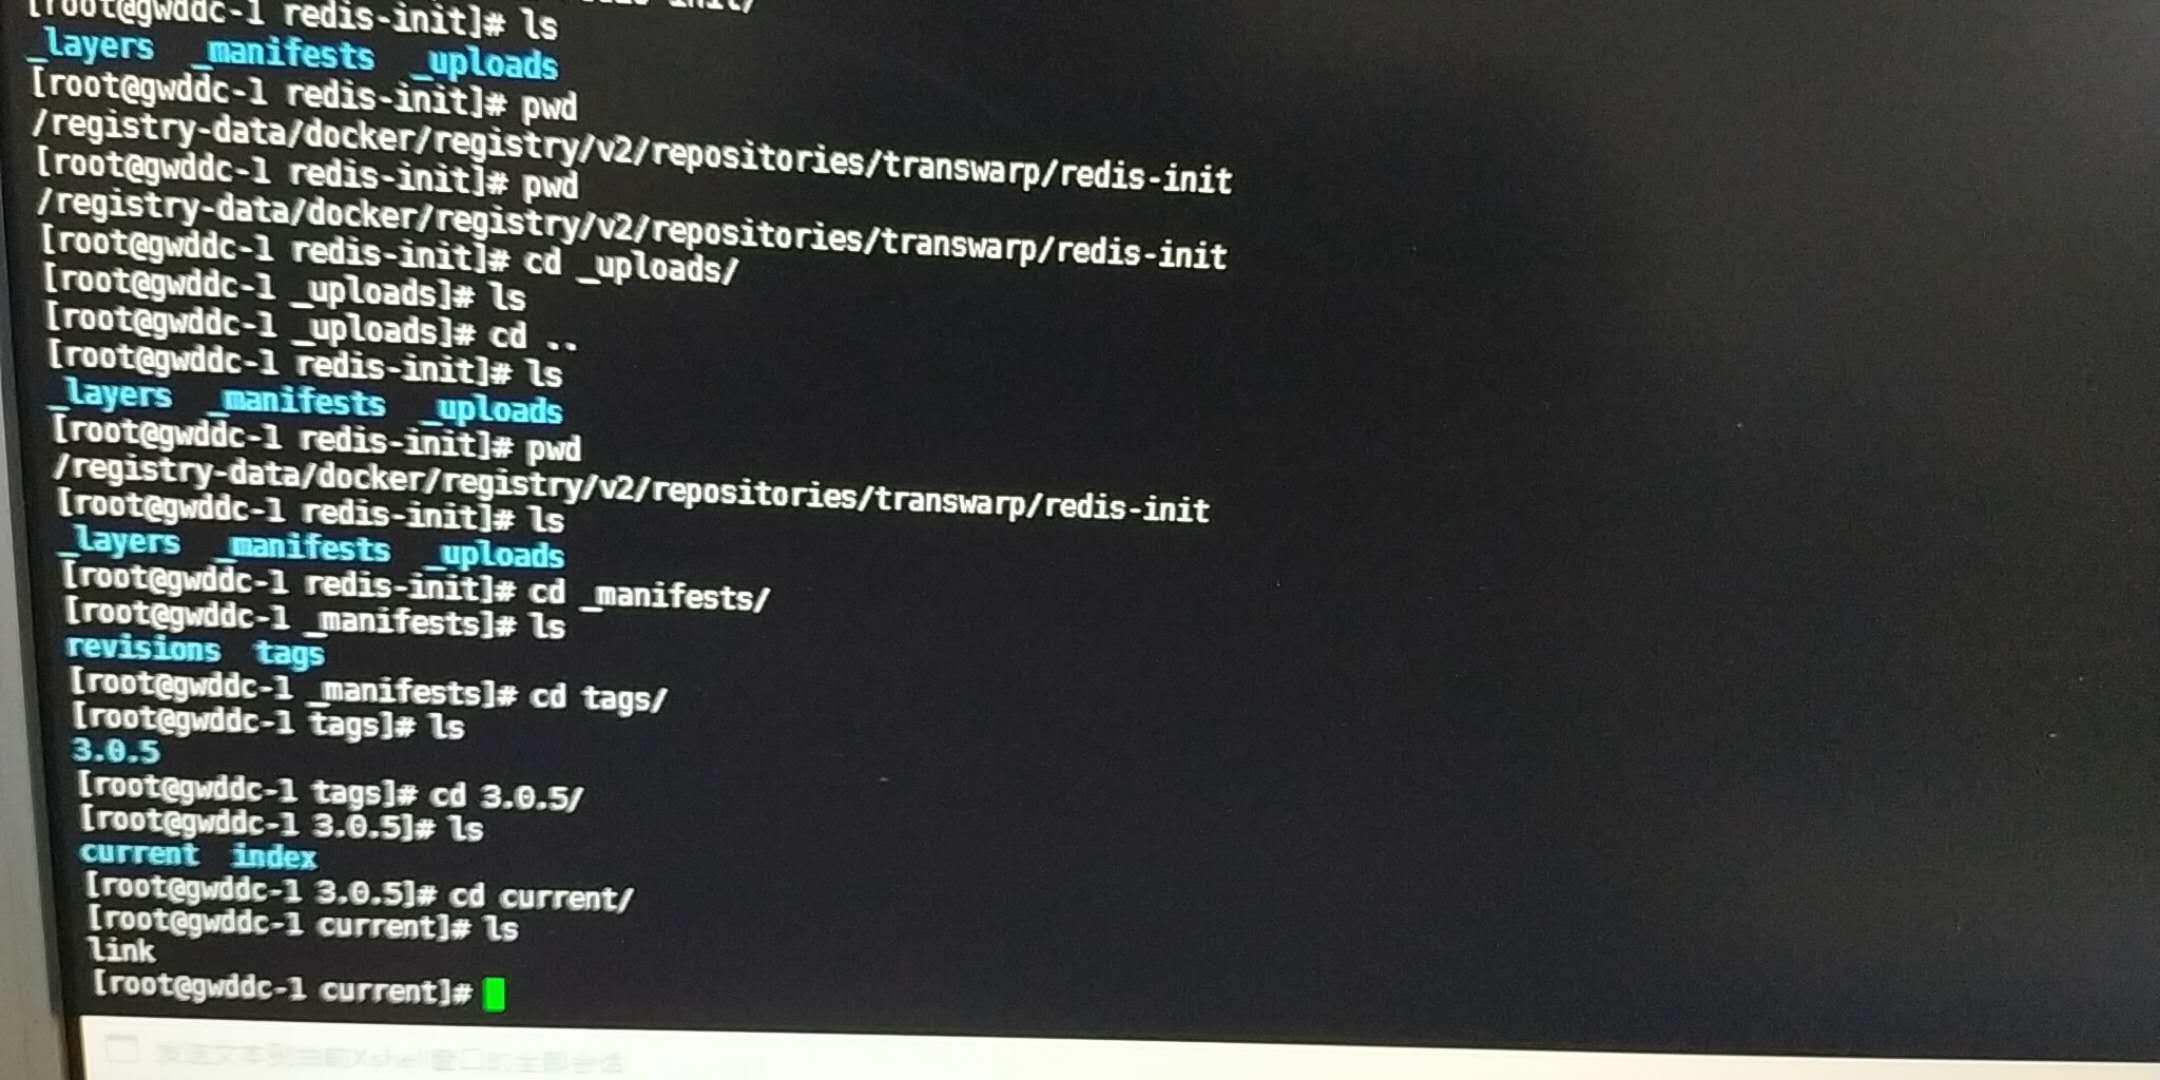 [root@gwddc-1 redis-init]# ls
_layers  _manifests  _uploads
[root@gwddc-1 redis-init]# pwd
/registry-data/docker/registry/v2/repositories/transwarp/redis-init
[root@gwddc-1 redis-init]# pwd
/registry-data/docker/registry/v2/repositories/transwarp/redis-init
[root@gwddc-1 redis-init]# cd _uploads/
[root@gwddc-1 _uploads]# ls
[root@gwddc-1 _uploads]# cd ..
[root@gwddc-1 redis-init]# ls
_layers  _manifests  _uploads
[root@gwddc-1 redis-init]# pwd
/registry-data/docker/registry/v2/repositories/transwarp/redis-init
[root@gwddc-1 redis-init]# ls
_layers  _manifests  _uploads
[root@gwddc-1 redis-init]# cd _manifests/
[root@gwddc-1 _manifests]# ls
revisions  tags
[root@gwddc-1 _manifests]# cd tags/
[root@gwddc-1 tags]# ls
3.0.5
[root@gwddc-1 tags]# cd 3.0.5/
[root@gwddc-1 3.0.5]# ls
current  index
[root@gwddc-1 3.0.5]# cd current/
[root@gwddc-1 current]# ls
link
[root@gwddc-1 current]#